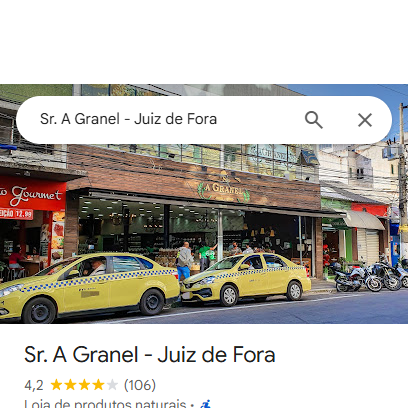 Sr. A Granel - Juiz de Fora
Gourmet
12,99
A GRANEL
Sr. A Granel - Juiz de Fora
4,2 (106)
Loja de produtos naturais ·